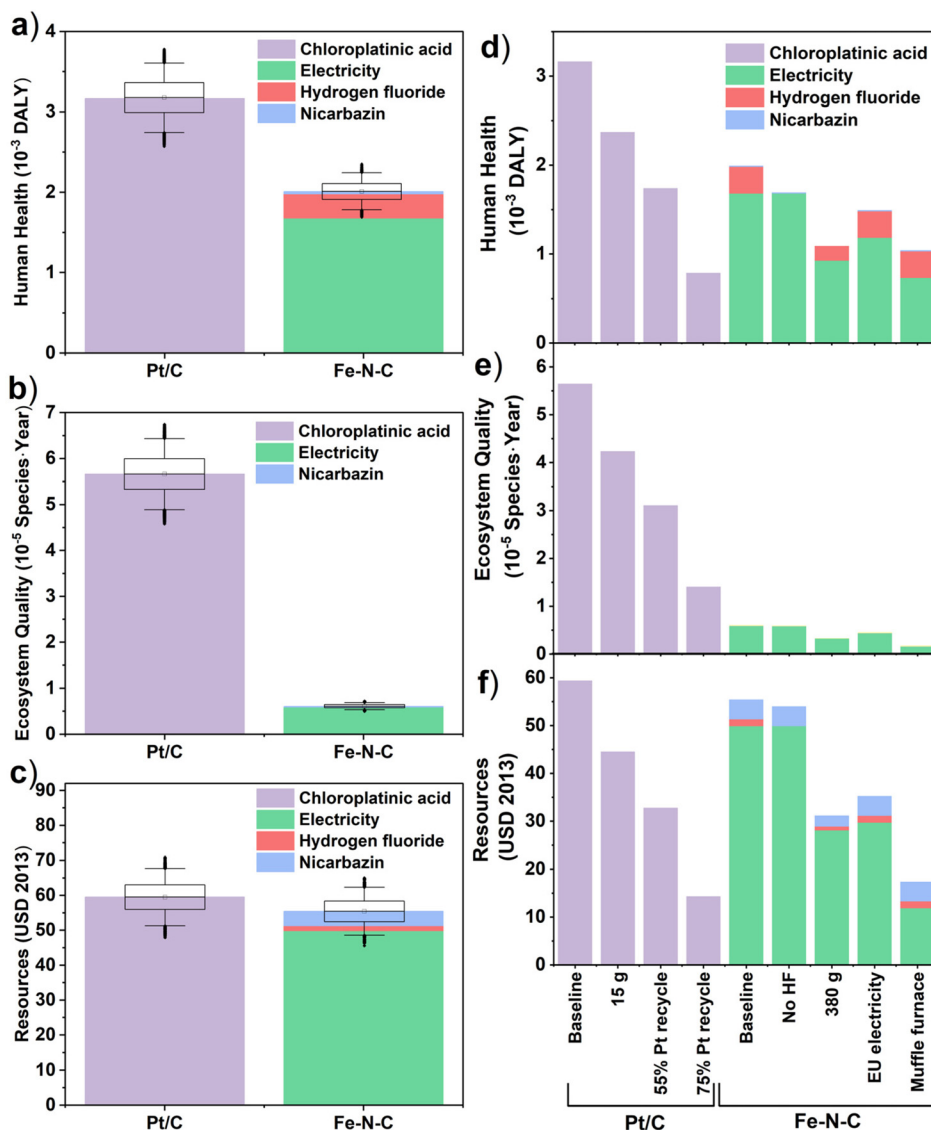 a)
Human Health (10-3 DALY)
4
3
2
1
0
Chloroplatinic acid
Electricity
Hydrogen fluoride
Nicarbazin
Pt/C
Fe-N-C
b)
Ecosystem Quality (10-5 Species·Year)
7
6
5
4
3
2
1
0
Chloroplatinic acid
Electricity
Nicarbazin
Pt/C
Fe-N-C
c)
Resources (USD 2013)
90
80
70
60
50
40
30
20
10
0
Chloroplatinic acid
Electricity
Hydrogen fluoride
Nicarbazin
Pt/C
Fe-N-C
d)
Human Health
(10-3 DALY)
3
2
1
0
Chloroplatinic acid
Electricity
Hydrogen fluoride
Nicarbazin
e)
Ecosystem Quality
(10-5 Species·Year)
6
5
4
3
2
1
0
f)
Resources
(USD 2013)
60
50
40
30
20
10
0
Baseline
15 g
55% Pt recycle
75% Pt recycle
Baseline
No HF
380 g
EU electricity
Muffle furnace
Pt/C
Fe-N-C